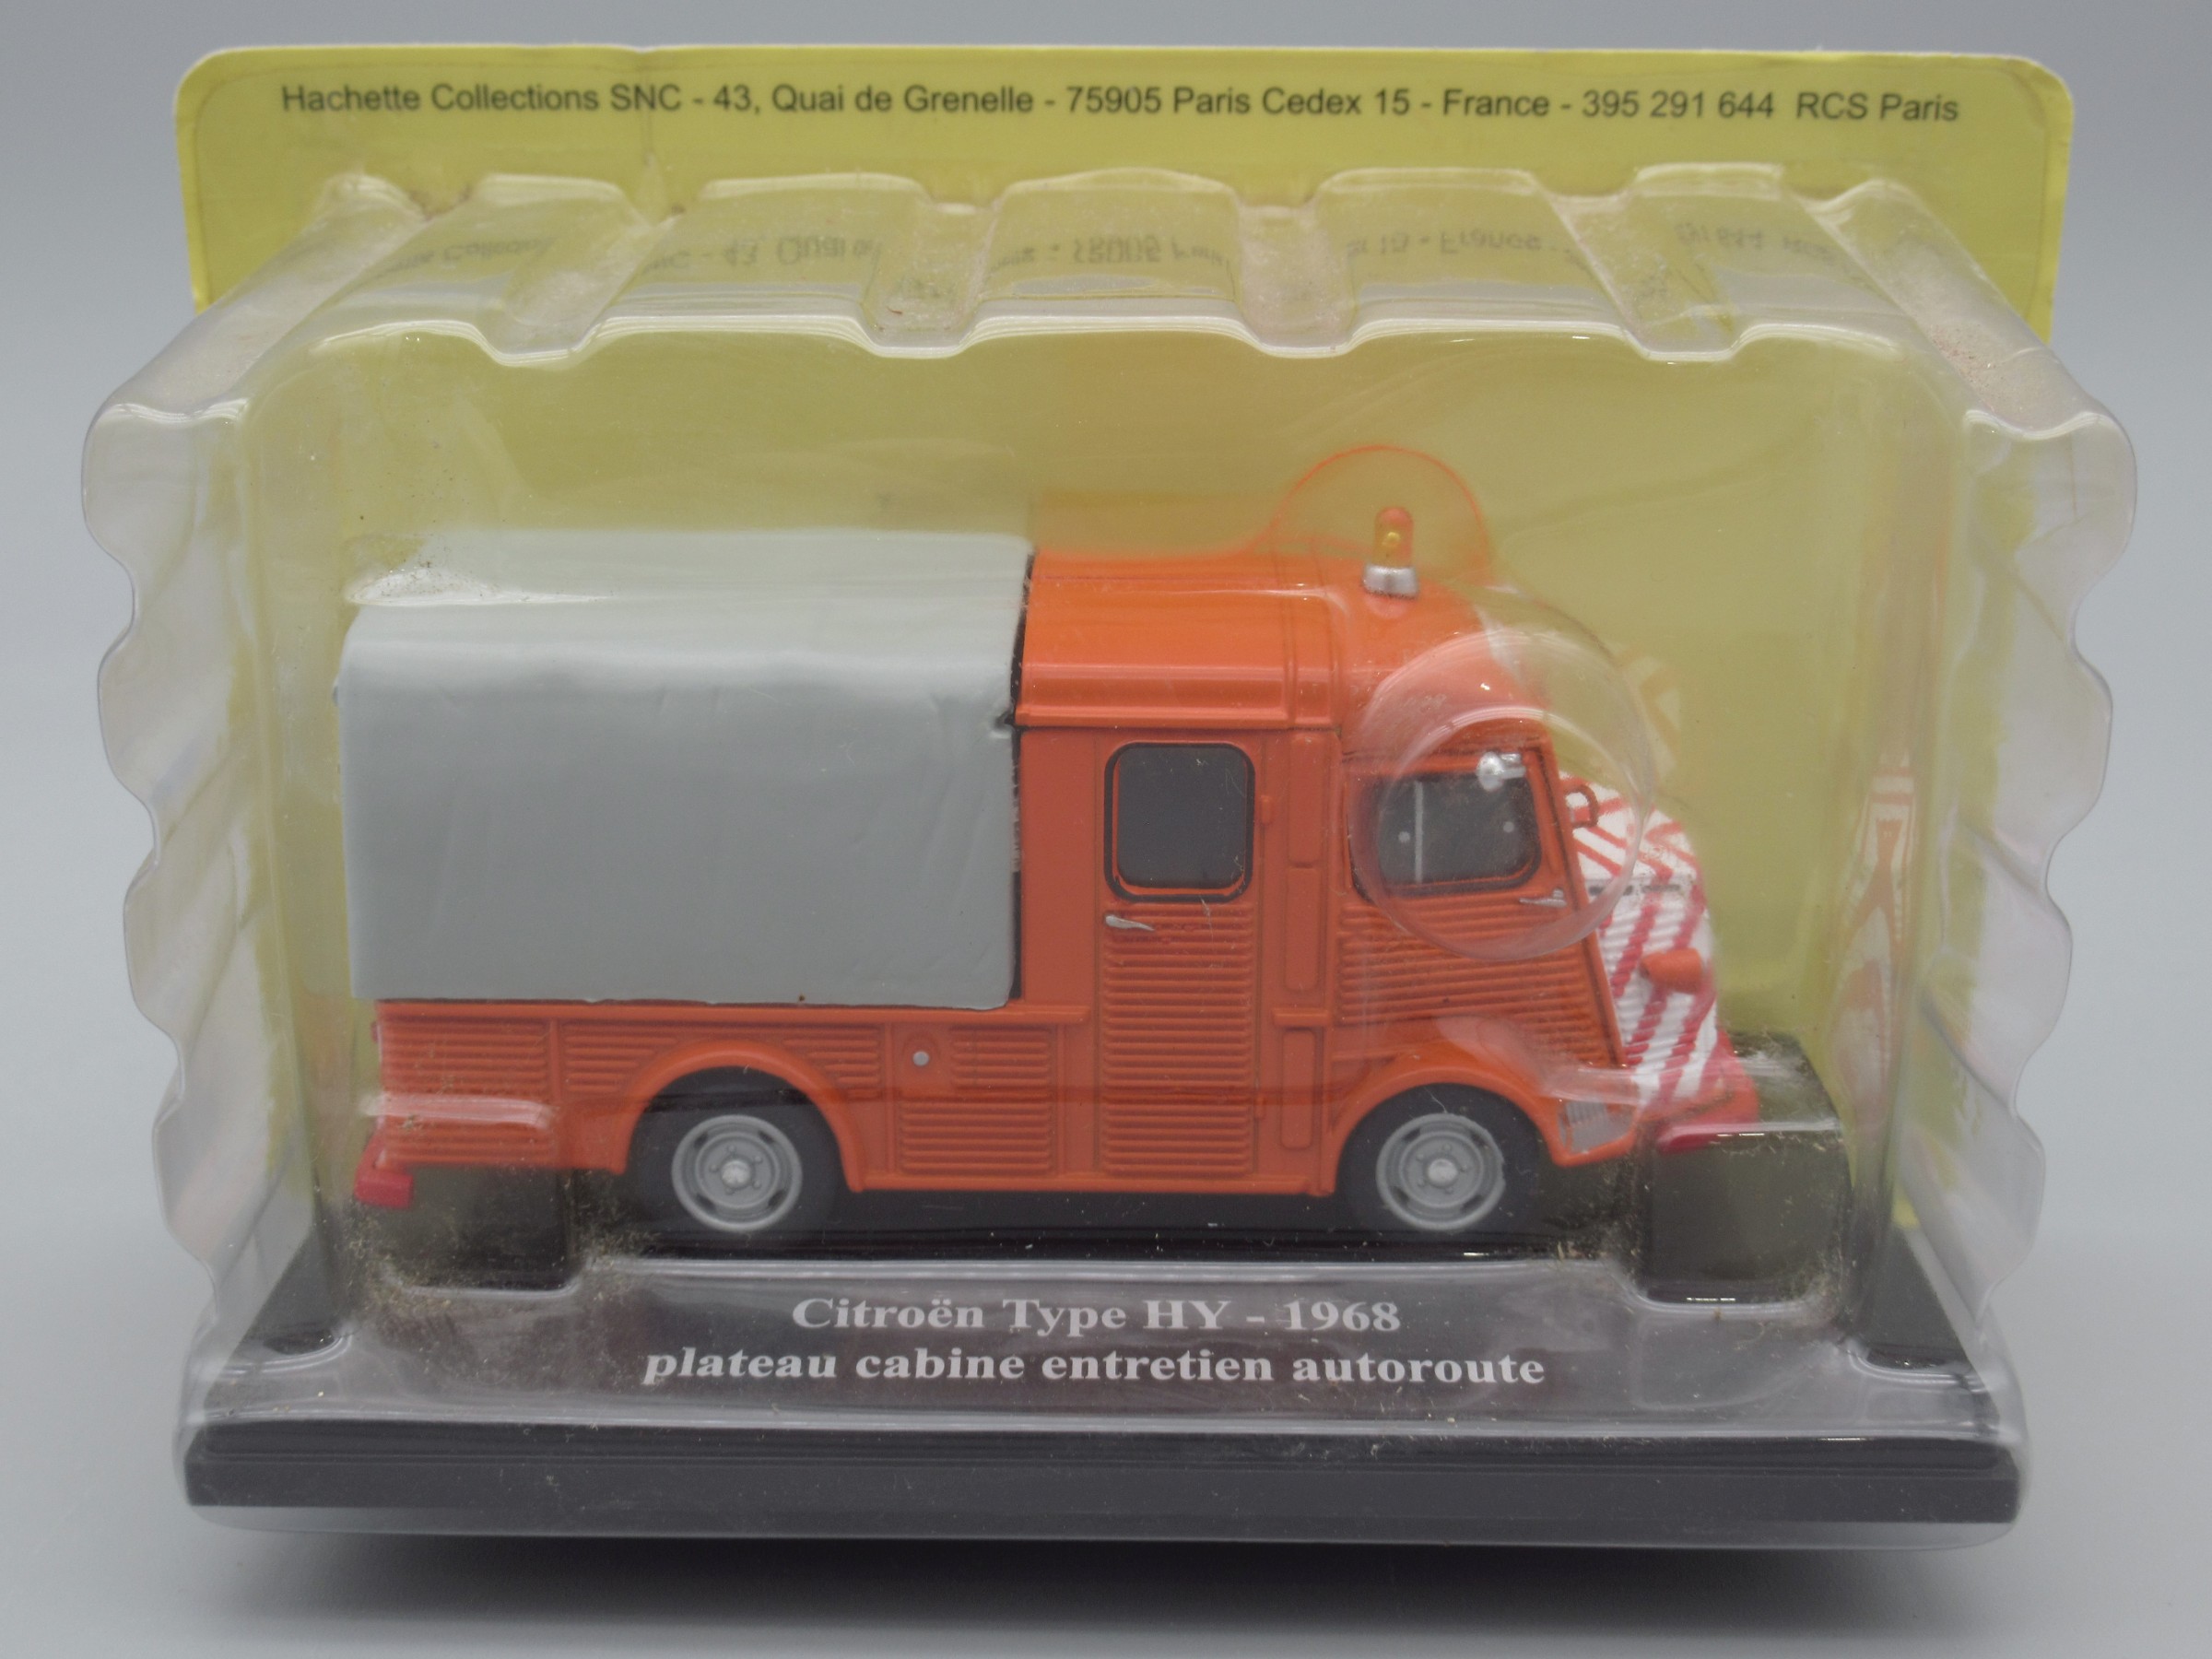 Hachette Collections SNC - 43, Quai de Grenelle - 75905 Paris Cedex 15 - France - 395 291 644 RCS Paris
Citroën Type HY - 1968
plateau cabine entretien autoroute